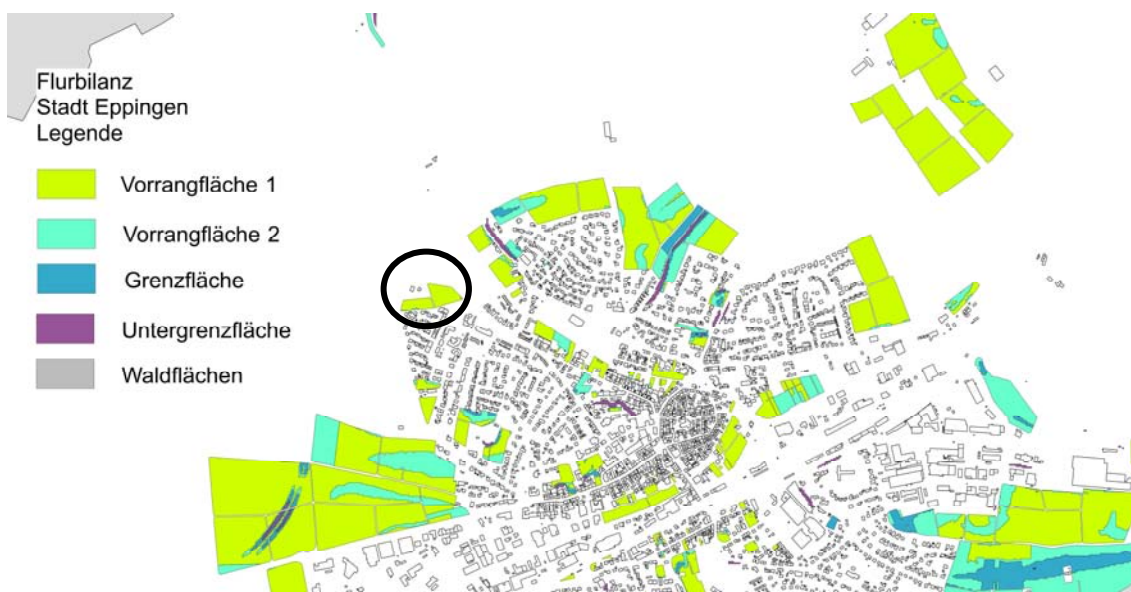 Flurbilanz
Stadt Eppingen
Legende
Vorrangfläche 1
Vorrangfläche 2
Grenzfläche
Untergrenzfläche
Waldflächen